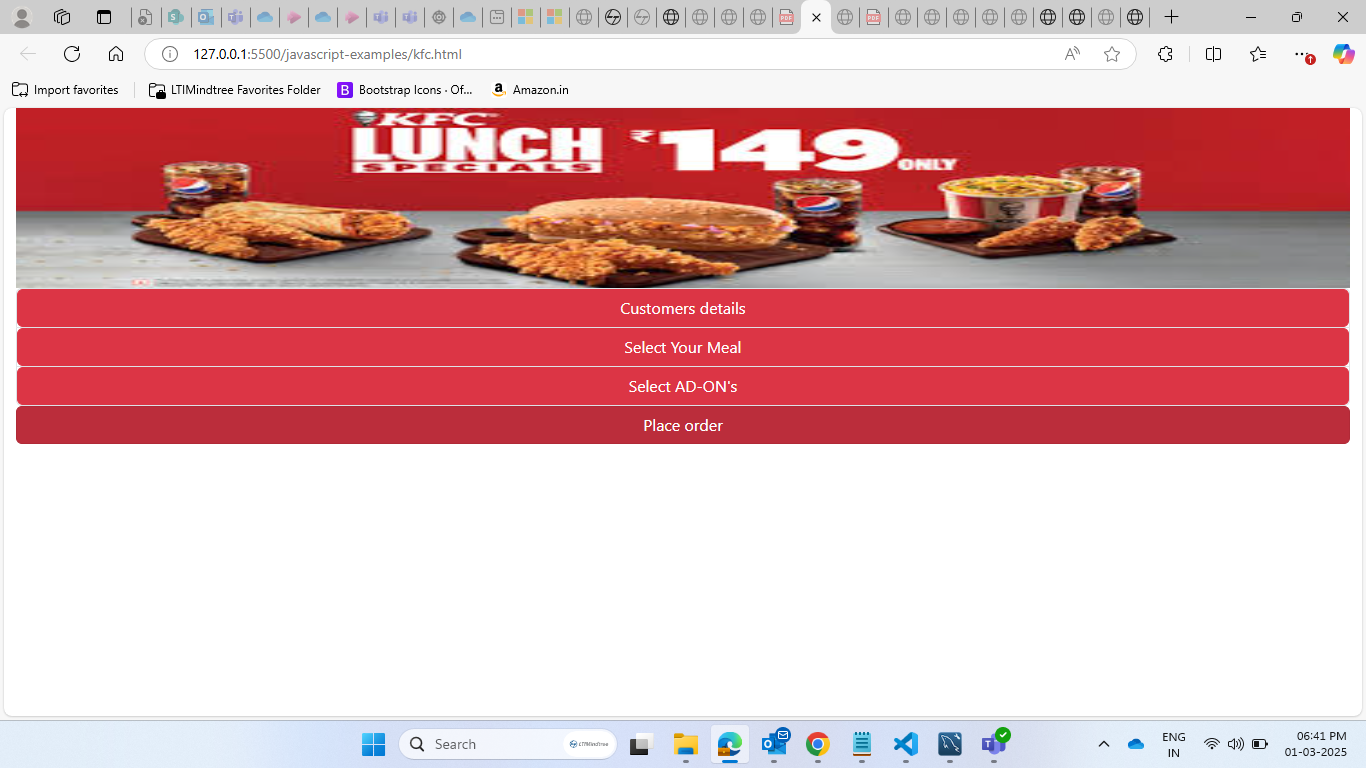 127.0.0.1:5500/javascript-examples/kfc.html
Import favorites
LTIMindtree Favorites Folder
Bootstrap Icons · Of...
Amazon.in
KFC
LUNCH
SPECIALS
₹149 ONLY
Customers details
Select Your Meal
Select AD-ON's
Place order
Search
LTIMindtree
ENG
IN
06:41 PM
01-03-2025